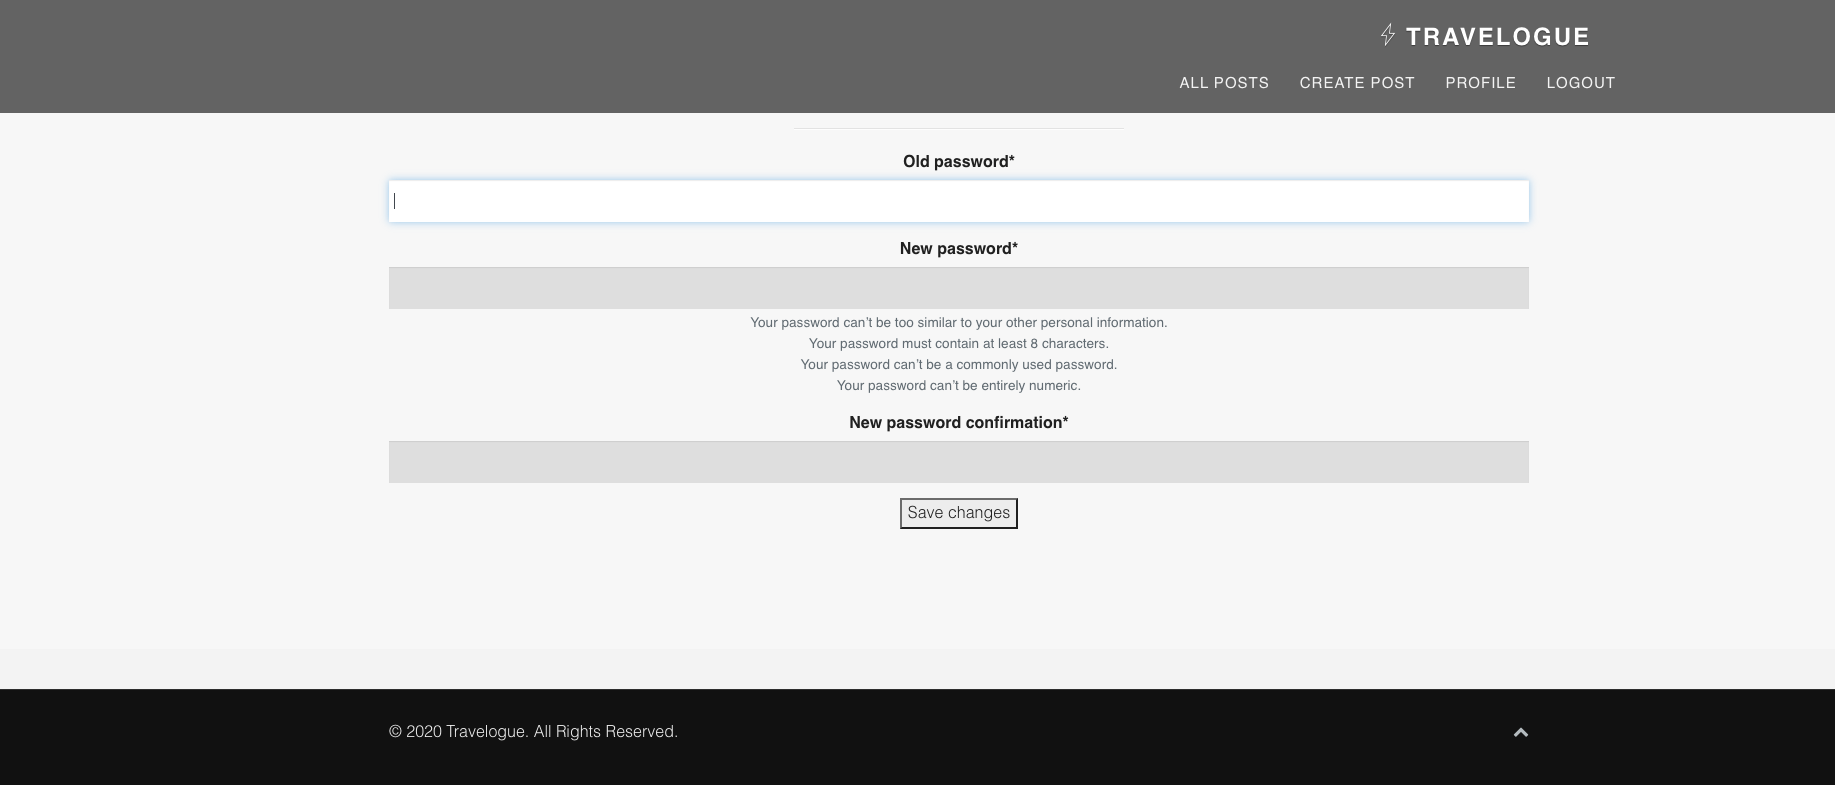 TRAVELOGUE
ALL POSTS CREATE POST PROFILE LOGOUT
Old password*
New password*
Your password can't be too similar to your other personal information.
Your password must contain at least 8 characters.
Your password can't be a commonly used password.
Your password can't be entirely numeric.
New password confirmation*
Save changes
© 2020 Travelogue. All Rights Reserved.